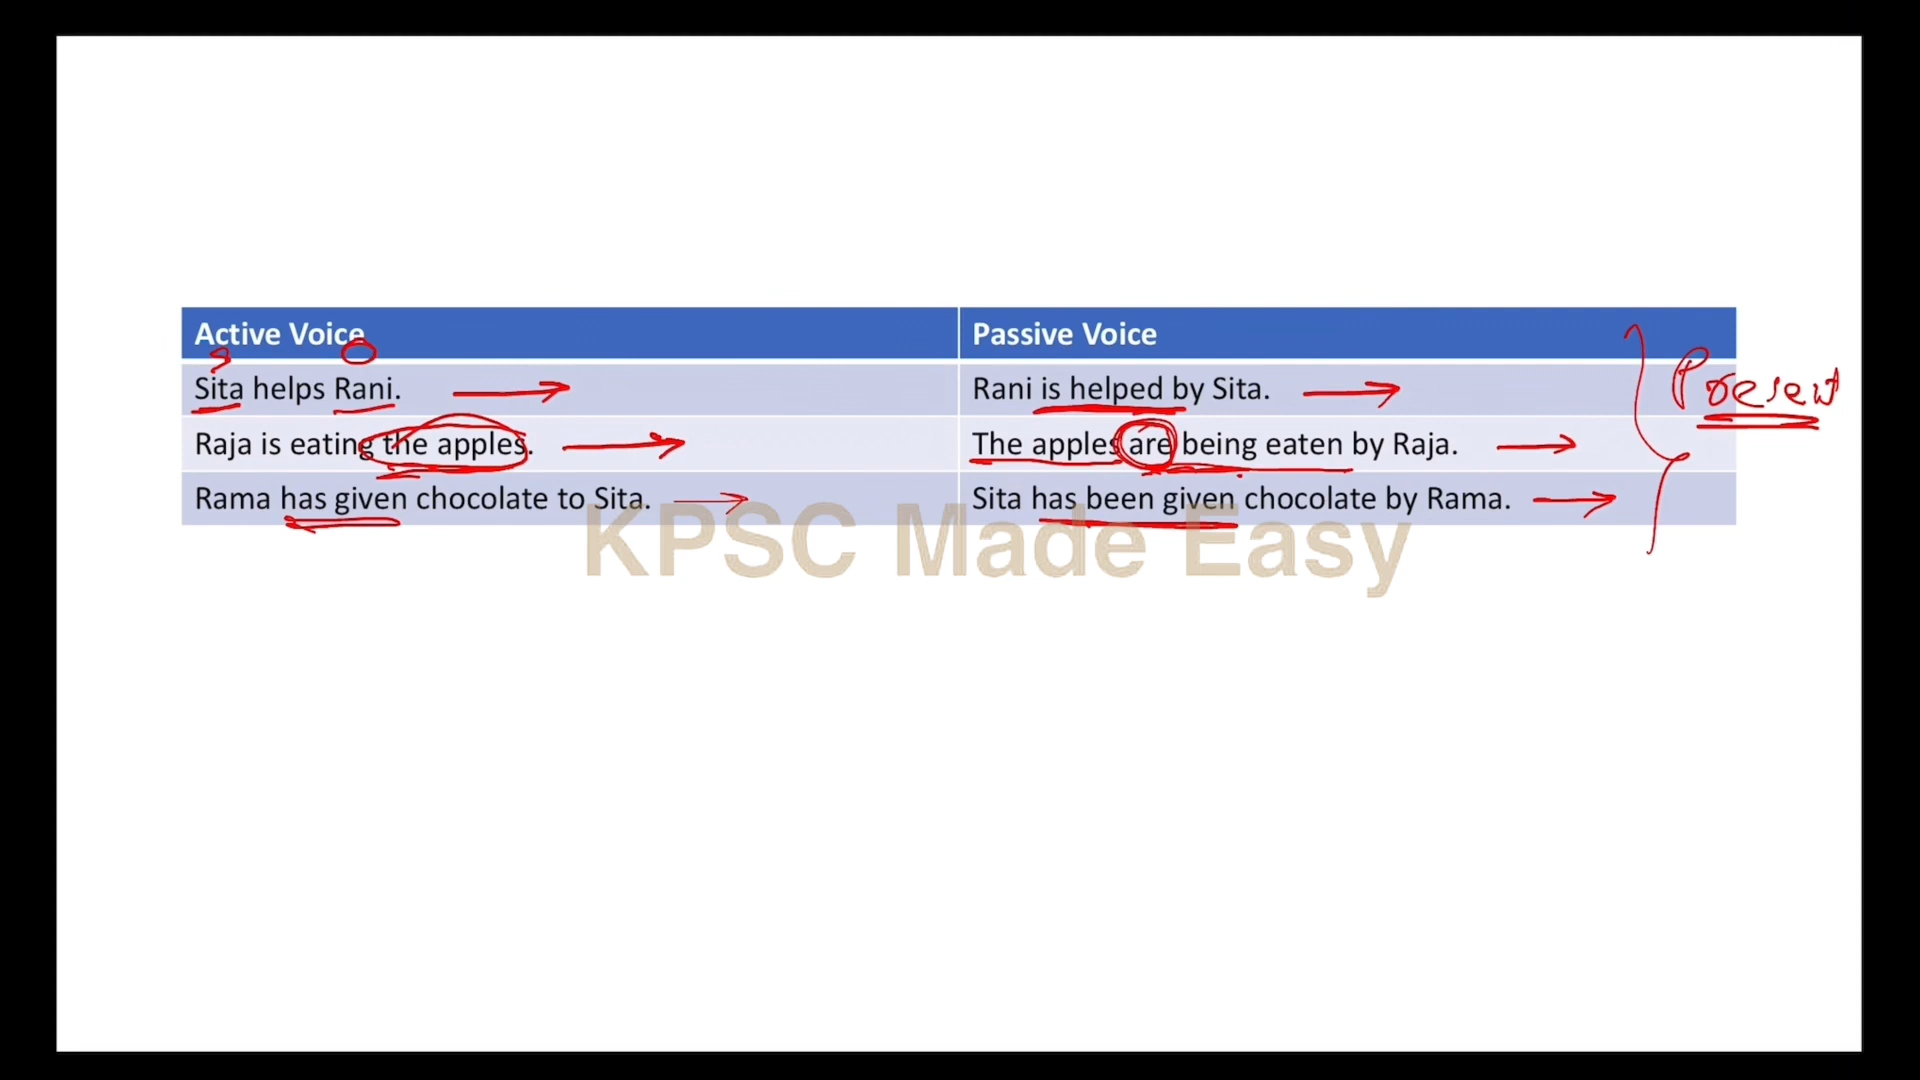 Active Voice Passive Voice
S O
Sita helps Rani. Rani is helped by Sita.
Present
Raja is eating the apples. The apples are being eaten by Raja.
Rama has given chocolate to Sita. Sita has been given chocolate by Rama.
KPSC Made Easy